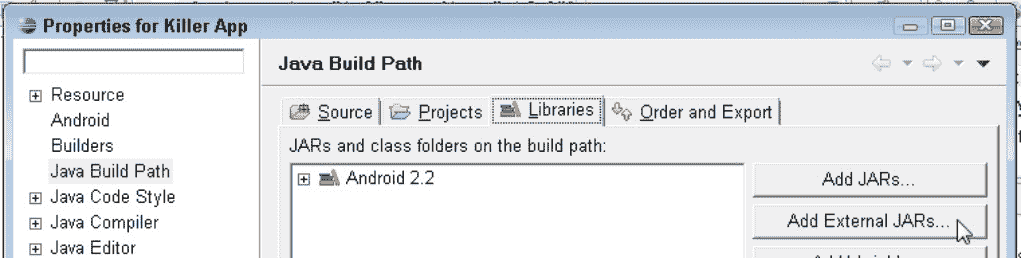 Properties for Killer App
Java Build Path
Resource
Android
Builders
Java Build Path
Java Code Style
Java Compiler
Java Editor
Source Projects Libraries Order and Export
JARs and class folders on the build path:
Android 2.2
Add JARs...
Add External JARs...